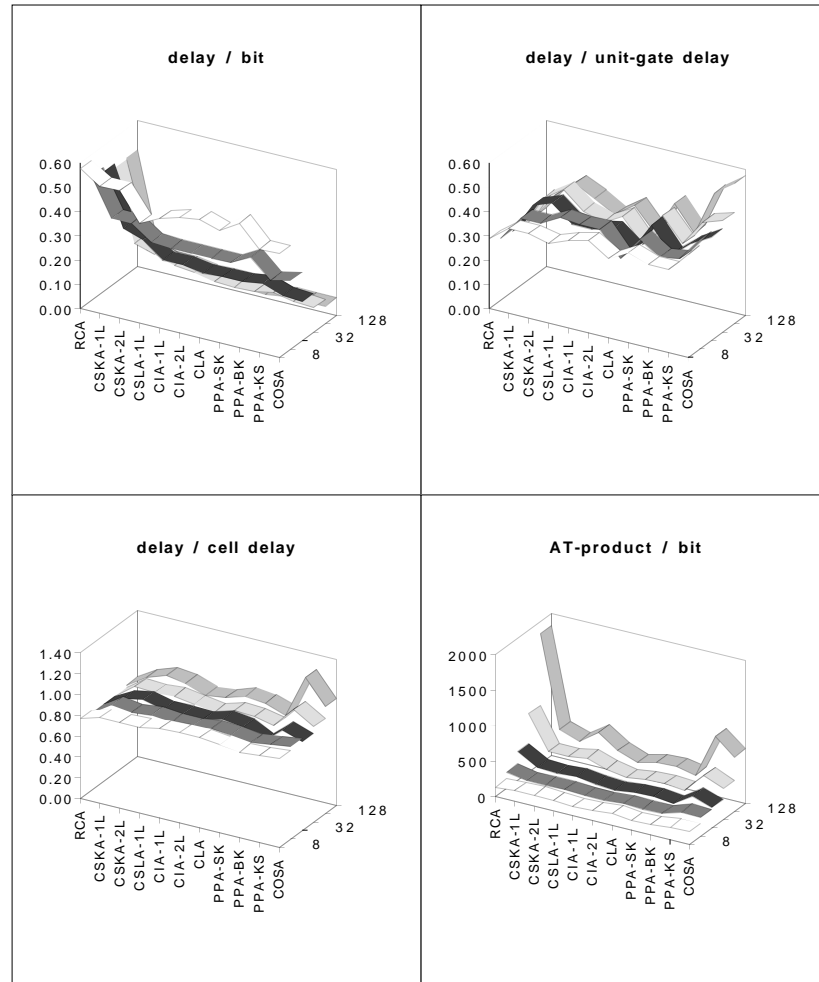 delay / bit
0.60
0.50
0.40
0.30
0.20
0.10
0.00
RCA
CSKA-1L
CSKA-2L
CSLA-1L
CIA-1L
CIA-2L
CLA
PPA-SK
PPA-BK
PPA-KS
COSA
8
32
128
delay / unit-gate delay
0.60
0.50
0.40
0.30
0.20
0.10
0.00
RCA
CSKA-1L
CSKA-2L
CSLA-1L
CIA-1L
CIA-2L
CLA
PPA-SK
PPA-BK
PPA-KS
COSA
8
32
128
delay / cell delay
1.40
1.20
1.00
0.80
0.60
0.40
0.20
0.00
RCA
CSKA-1L
CSKA-2L
CSLA-1L
CIA-1L
CIA-2L
CLA
PPA-SK
PPA-BK
PPA-KS
COSA
8
32
128
AT-product / bit
2000
1500
1000
500
0
RCA
CSKA-1L
CSKA-2L
CSLA-1L
CIA-1L
CIA-2L
CLA
PPA-SK
PPA-BK
PPA-KS
COSA
8
32
128